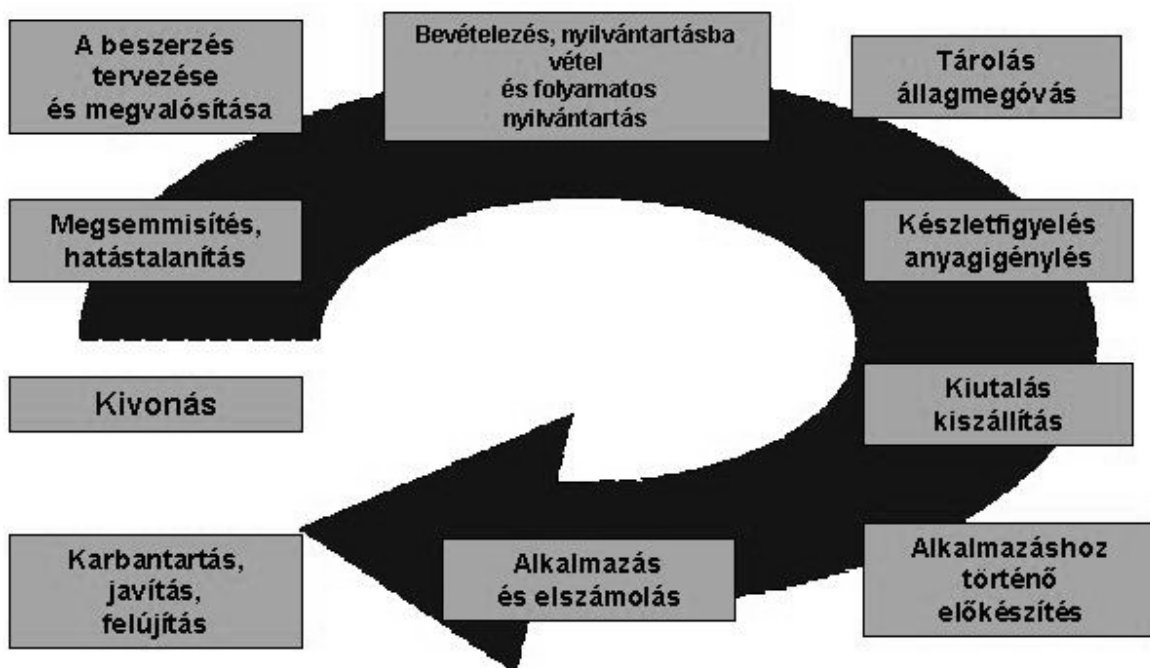 A beszerzés
tervezése
és megvalósítása
Bevételezés, nyilvántartásba
vétel
és folyamatos
nyilvántartás
Tárolás
állagmegóvás
Készletfigyelés
anyagigénylés
Kiutalás
kiszállítás
Alkalmazáshoz
történő
előkészítés
Alkalmazás
és elszámolás
Karbantartás,
javítás,
felújítás
Kivonás
Megsemmisítés,
hatástalanítás